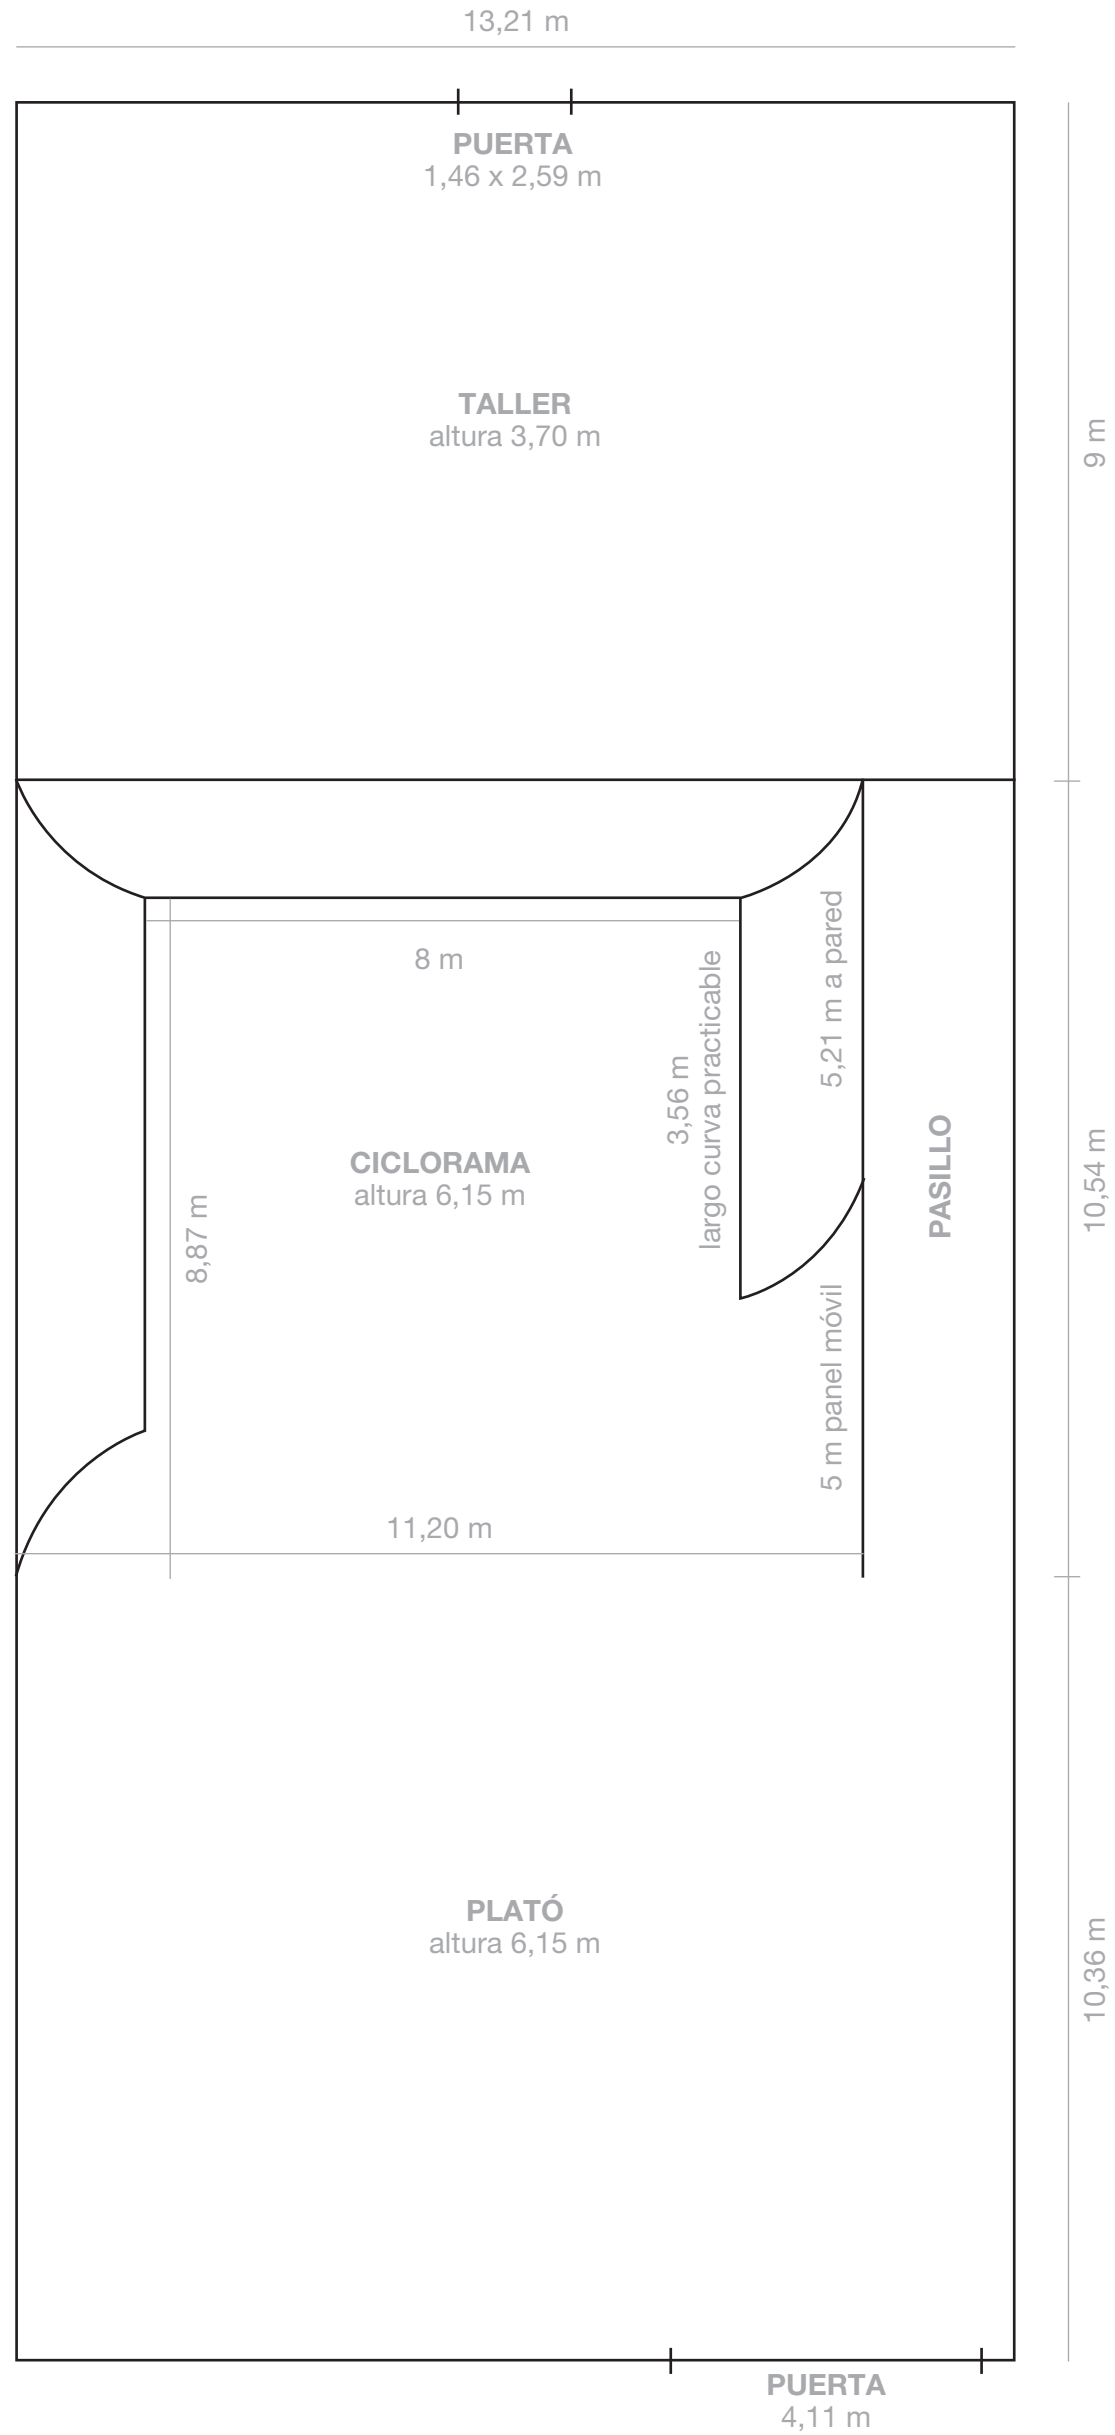 13,21 m
PUERTA
1,46 x 2,59 m
TALLER
altura 3,70 m
9 m
8 m
3,56 m
largo curva practicable
5,21 m a pared
CICLORAMA
altura 6,15 m
8,87 m
PASILLO
10,54 m
5 m panel móvil
11,20 m
PLATÓ
altura 6,15 m
10,36 m
PUERTA
4,11 m